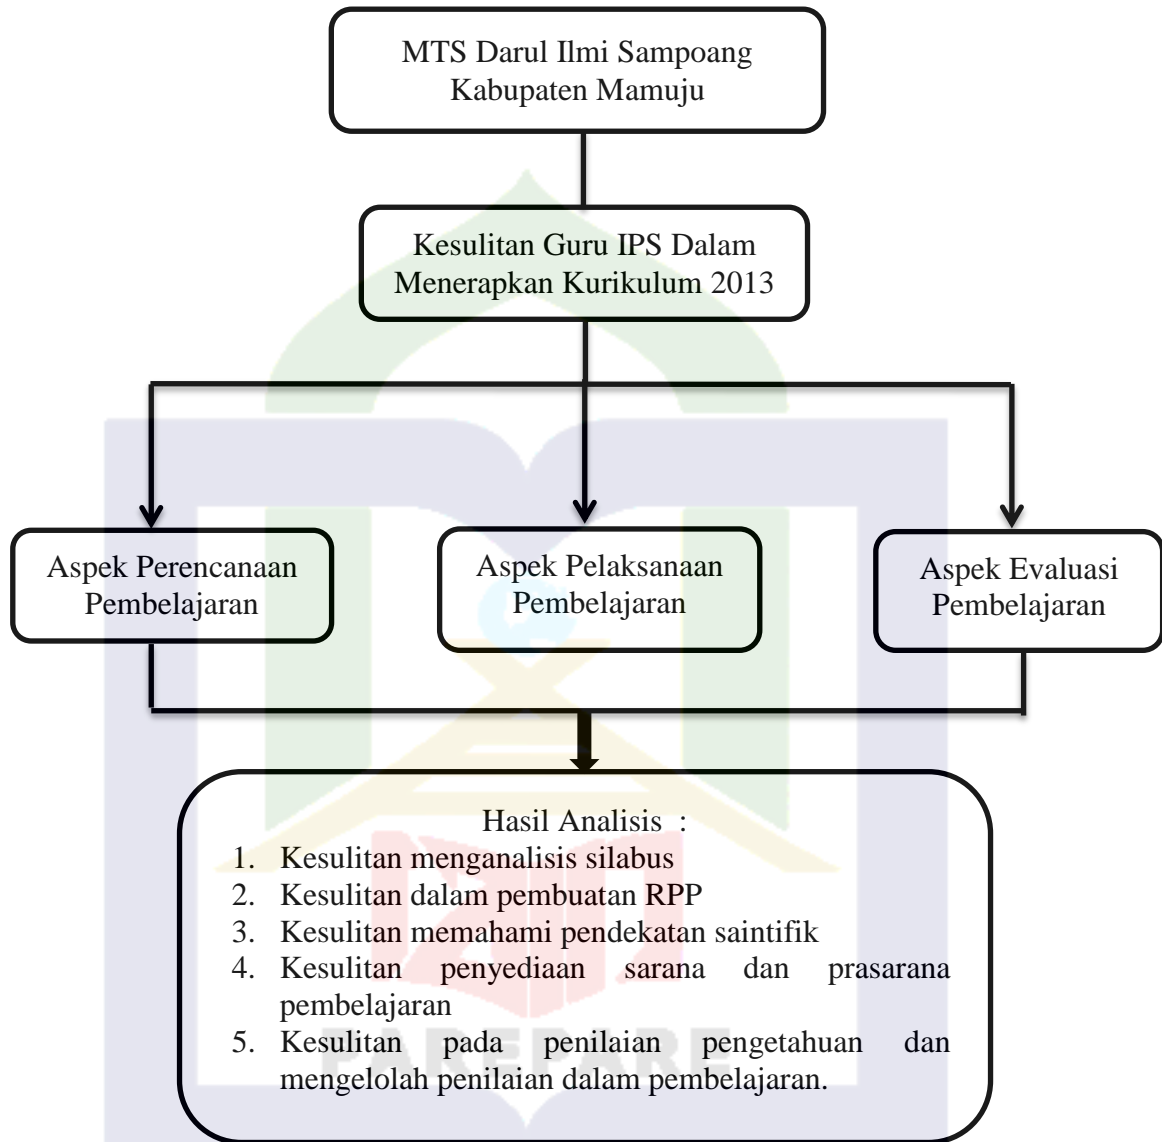 MTS Darul Ilmi Sampoang
Kabupaten Mamuju
Kesulitan Guru IPS Dalam
Menerapkan Kurikulum 2013
Aspek Perencanaan
Pembelajaran
Aspek Pelaksanaan
Pembelajaran
Aspek Evaluasi
Pembelajaran
Hasil Analisis :
1. Kesulitan menganalisis silabus
2. Kesulitan dalam pembuatan RPP
3. Kesulitan memahami pendekatan saintifik
4. Kesulitan penyediaan sarana dan prasarana
pembelajaran
5. Kesulitan pada penilaian pengetahuan dan
mengelolah penilaian dalam pembelajaran.
PAREPARE